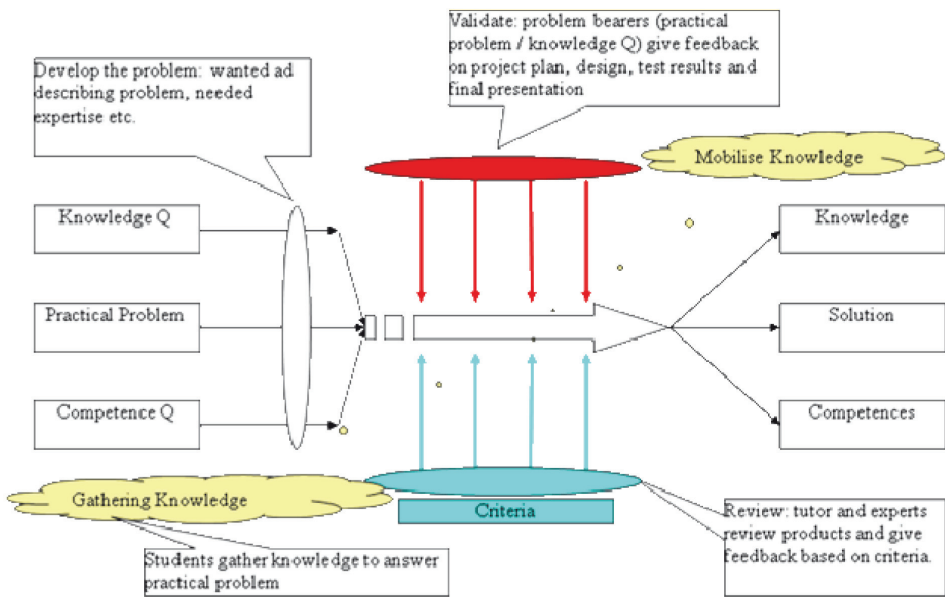 Validate: problem bearers (practical
problem / knowledge Q) give feedback
on project plan, design, test results and
final presentation
Develop the problem: wanted ad
describing problem, needed
expertise etc.
Mobilise Knowledge
Knowledge Q
Knowledge
Practical Problem
Solution
Competence Q
Competences
Gathering Knowledge
Criteria
Review: tutor and experts
review products and give
feedback based on criteria.
Students gather knowledge to answer
practical problem